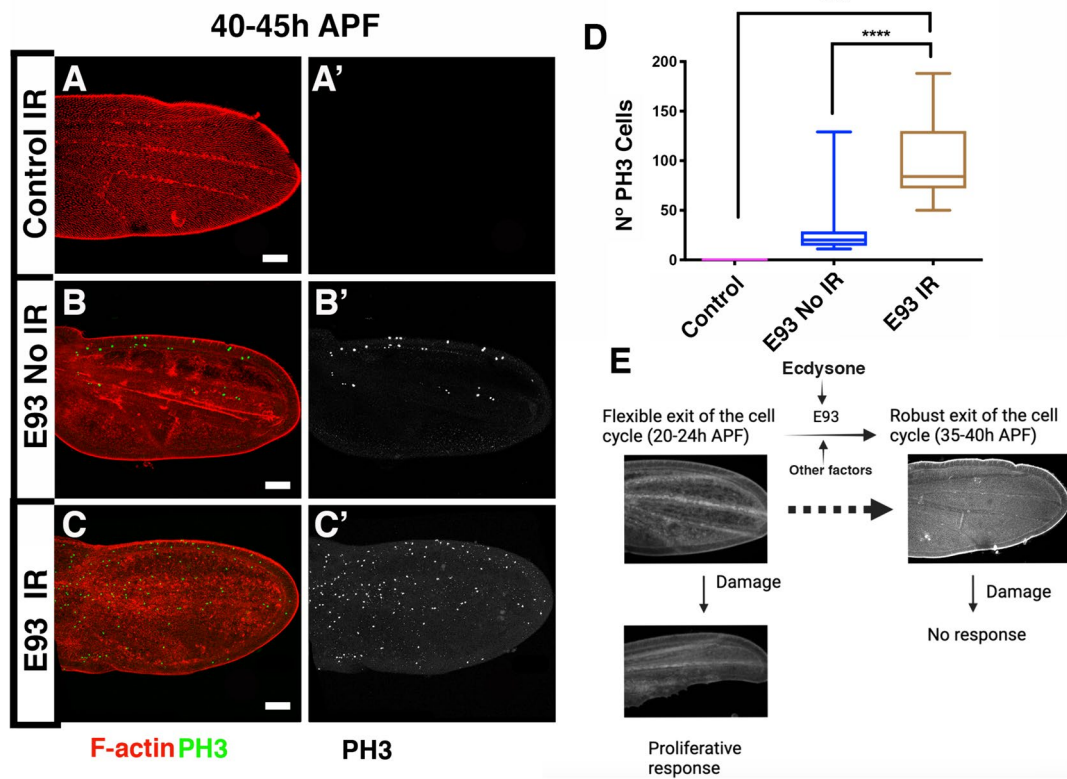 40-45h APF
Control IR
A
A'
E93 No IR
B
B'
E93 IR
C
C'
F-actin PH3
PH3
D
****
Nº PH3 Cells
200
150
100
50
0
Control
E93 No IR
E93 IR
E
Ecdysone
E93
Other factors
Flexible exit of the cell
cycle (20-24h APF)
Robust exit of the cell
cycle (35-40h APF)
Damage
Damage
No response
Proliferative
response